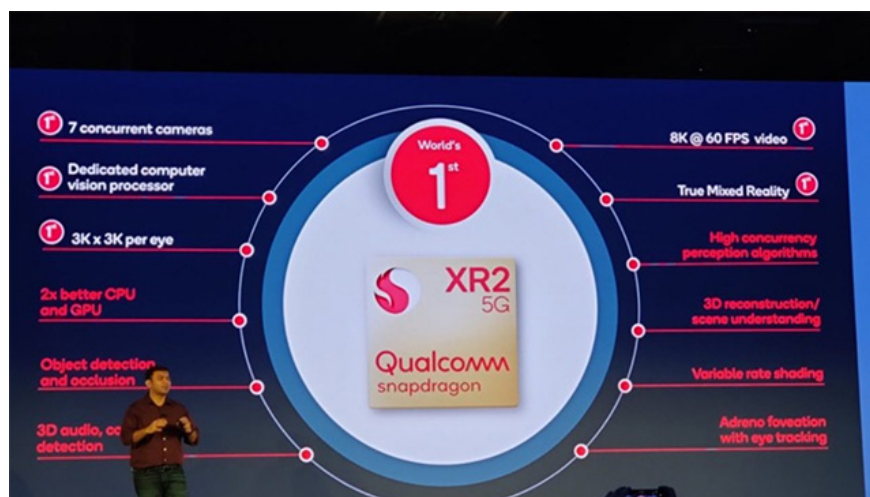 World's
1st
7 concurrent cameras
Dedicated computer
vision processor
3K x 3K per eye
2x better CPU
and GPU
Object detection
and occlusion
3D audio,
detection
XR2
5G
Qualcomm
snapdragon
8K @ 60 FPS video
True Mixed Reality
High concurrency
perception algorithms
3D reconstruction/
scene understanding
Variable rate shading
Adreno foveation
with eye tracking